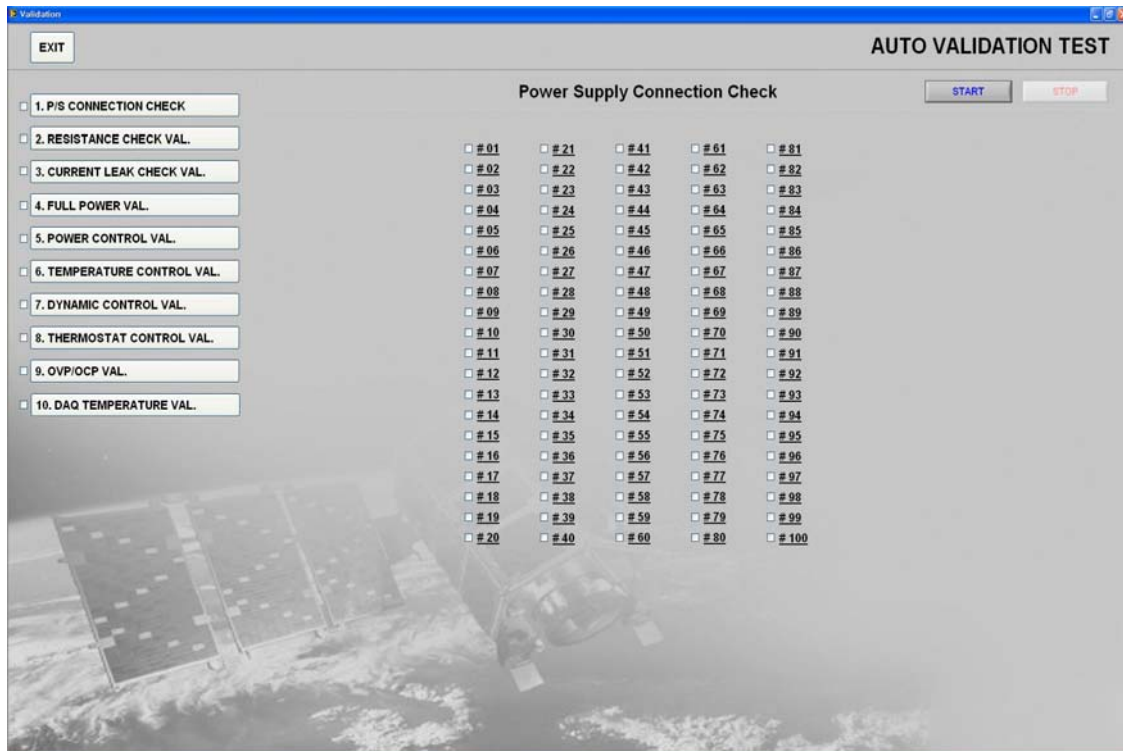 Validation
EXIT
AUTO VALIDATION TEST
Power Supply Connection Check
START
STOP
1. P/S CONNECTION CHECK
2. RESISTANCE CHECK VAL.
3. CURRENT LEAK CHECK VAL.
4. FULL POWER VAL.
5. POWER CONTROL VAL.
6. TEMPERATURE CONTROL VAL.
7. DYNAMIC CONTROL VAL.
8. THERMOSTAT CONTROL VAL.
9. OVP/OCP VAL.
10. DAQ TEMPERATURE VAL.
# 01 # 21 # 41 # 61 # 81
# 02 # 22 # 42 # 62 # 82
# 03 # 23 # 43 # 63 # 83
# 04 # 24 # 44 # 64 # 84
# 05 # 25 # 45 # 65 # 85
# 06 # 26 # 46 # 66 # 86
# 07 # 27 # 47 # 67 # 87
# 08 # 28 # 48 # 68 # 88
# 09 # 29 # 49 # 69 # 89
# 10 # 30 # 50 # 70 # 90
# 11 # 31 # 51 # 71 # 91
# 12 # 32 # 52 # 72 # 92
# 13 # 33 # 53 # 73 # 93
# 14 # 34 # 54 # 74 # 94
# 15 # 35 # 55 # 75 # 95
# 16 # 36 # 56 # 76 # 96
# 17 # 37 # 57 # 77 # 97
# 18 # 38 # 58 # 78 # 98
# 19 # 39 # 59 # 79 # 99
# 20 # 40 # 60 # 80 # 100